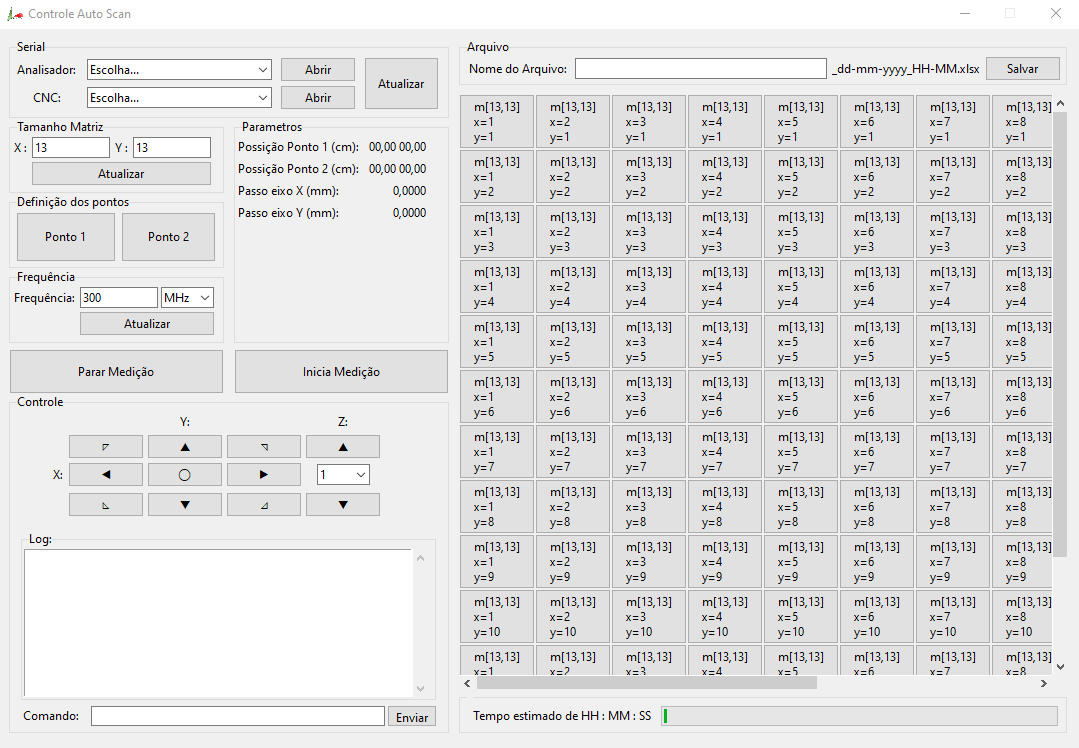 Controle Auto Scan
Serial
Analisador: Escolha... Abrir
Atualizar
CNC: Escolha... Abrir
Tamanho Matriz
X : 13 Y : 13
Atualizar
Definição dos pontos
Ponto 1 Ponto 2
Frequência
Frequência: 300 MHz
Atualizar
Parametros
Possição Ponto 1 (cm): 00,00 00,00
Possição Ponto 2 (cm): 00,00 00,00
Passo eixo X (mm): 0,0000
Passo eixo Y (mm): 0,0000
Parar Medição Inicia Medição
Controle
Y: Z:
◸ ▲ ◹ ▲
X: ◀ ◯ ▶ 1
◺ ▼ ◿ ▼
Log:
Comando: Enviar
Arquivo
Nome do Arquivo: _dd-mm-yyyy_HH-MM.xlsx Salvar
m[13,13] m[13,13] m[13,13] m[13,13] m[13,13] m[13,13] m[13,13] m[13,13]
x=1 x=2 x=3 x=4 x=5 x=6 x=7 x=8
y=1 y=1 y=1 y=1 y=1 y=1 y=1 y=1
m[13,13] m[13,13] m[13,13] m[13,13] m[13,13] m[13,13] m[13,13] m[13,13]
x=1 x=2 x=3 x=4 x=5 x=6 x=7 x=8
y=2 y=2 y=2 y=2 y=2 y=2 y=2 y=2
m[13,13] m[13,13] m[13,13] m[13,13] m[13,13] m[13,13] m[13,13] m[13,13]
x=1 x=2 x=3 x=4 x=5 x=6 x=7 x=8
y=3 y=3 y=3 y=3 y=3 y=3 y=3 y=3
m[13,13] m[13,13] m[13,13] m[13,13] m[13,13] m[13,13] m[13,13] m[13,13]
x=1 x=2 x=3 x=4 x=5 x=6 x=7 x=8
y=4 y=4 y=4 y=4 y=4 y=4 y=4 y=4
m[13,13] m[13,13] m[13,13] m[13,13] m[13,13] m[13,13] m[13,13] m[13,13]
x=1 x=2 x=3 x=4 x=5 x=6 x=7 x=8
y=5 y=5 y=5 y=5 y=5 y=5 y=5 y=5
m[13,13] m[13,13] m[13,13] m[13,13] m[13,13] m[13,13] m[13,13] m[13,13]
x=1 x=2 x=3 x=4 x=5 x=6 x=7 x=8
y=6 y=6 y=6 y=6 y=6 y=6 y=6 y=6
m[13,13] m[13,13] m[13,13] m[13,13] m[13,13] m[13,13] m[13,13] m[13,13]
x=1 x=2 x=3 x=4 x=5 x=6 x=7 x=8
y=7 y=7 y=7 y=7 y=7 y=7 y=7 y=7
m[13,13] m[13,13] m[13,13] m[13,13] m[13,13] m[13,13] m[13,13] m[13,13]
x=1 x=2 x=3 x=4 x=5 x=6 x=7 x=8
y=8 y=8 y=8 y=8 y=8 y=8 y=8 y=8
m[13,13] m[13,13] m[13,13] m[13,13] m[13,13] m[13,13] m[13,13] m[13,13]
x=1 x=2 x=3 x=4 x=5 x=6 x=7 x=8
y=9 y=9 y=9 y=9 y=9 y=9 y=9 y=9
m[13,13] m[13,13] m[13,13] m[13,13] m[13,13] m[13,13] m[13,13] m[13,13]
x=1 x=2 x=3 x=4 x=5 x=6 x=7 x=8
y=10 y=10 y=10 y=10 y=10 y=10 y=10 y=10
m[13,13] m[13,13] m[13,13] m[13,13] m[13,13] m[13,13] m[13,13] m[13,13]
x=1 x=2 x=3 x=4 x=5 x=6 x=7 x=8
Tempo estimado de HH : MM : SS